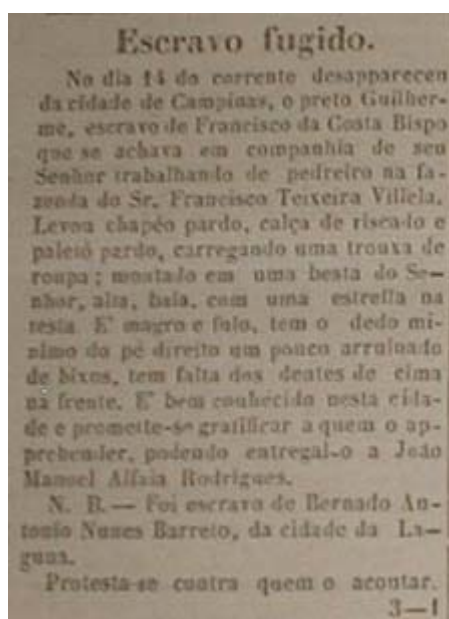 Escravo fugido.
No dia 14 do corrente desappareceu
da cidade de Campinas, o preto Guilher-
me, escravo de Francisco da Costa Bispo
que se achava em companhia de seu
Senhor trabalhando de pedreiro na fa-
zenda do Sr. Francisco Teixeira Villela.
Levou chapéo pardo, calça de riscado e
paletó pardo, carregando uma trouxa de
roupa; montado em uma besta do Se-
nhor, alta, baia, com uma estrella na
testa. E' magro e fulo, tem o dedo mi-
nimo do pé direito um pouco arruinado
de bixos, tem falta dos dentes de cima
na frente. E' bem conhecido nesta cida-
de e promette-se gratificar a quem o ap-
prehender, podendo entregal-o a João
Manoel Alfaia Rodrigues.
N. B.— Foi escravo de Bernado An-
tonio Nunes Barreto, da cidade da La-
guna.
Protesta-se contra quem o acoutar.
3—1